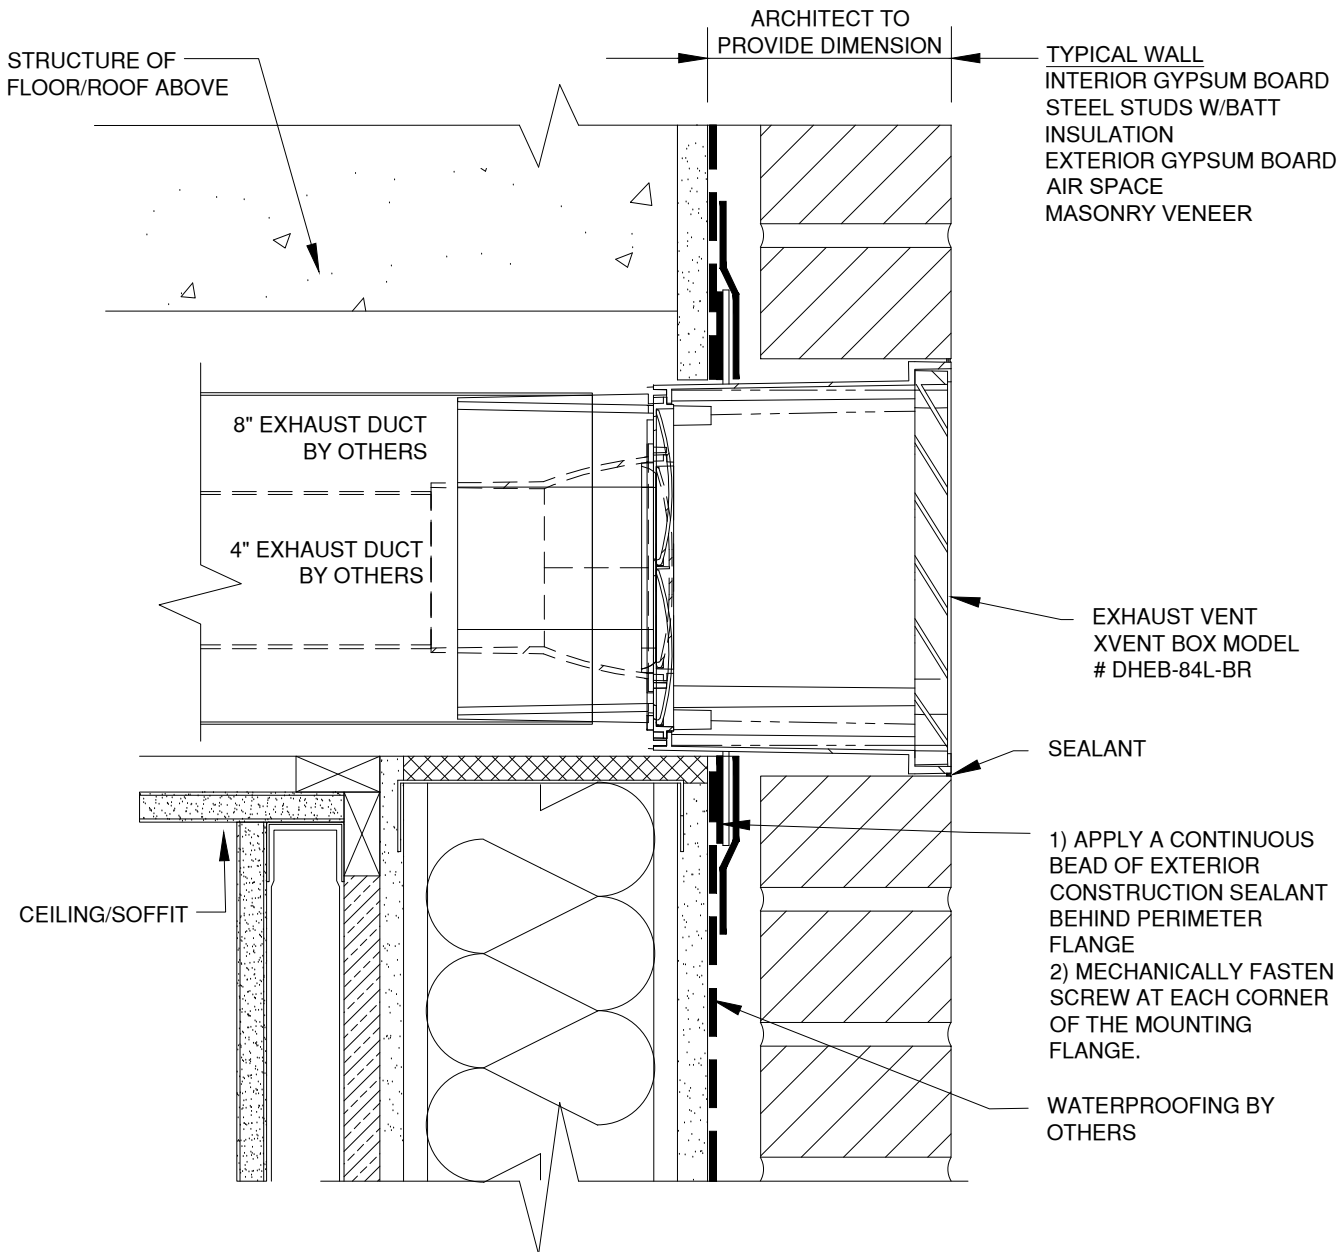 ARCHITECT TO
PROVIDE DIMENSION
STRUCTURE OF
FLOOR/ROOF ABOVE
TYPICAL WALL
INTERIOR GYPSUM BOARD
STEEL STUDS W/BATT
INSULATION
EXTERIOR GYPSUM BOARD
AIR SPACE
MASONRY VENEER
8" EXHAUST DUCT
BY OTHERS
4" EXHAUST DUCT
BY OTHERS
EXHAUST VENT
XVENT BOX MODEL
# DHEB-84L-BR
SEALANT
CEILING/SOFFIT
1) APPLY A CONTINUOUS
BEAD OF EXTERIOR
CONSTRUCTION SEALANT
BEHIND PERIMETER
FLANGE
2) MECHANICALLY FASTEN
SCREW AT EACH CORNER
OF THE MOUNTING
FLANGE.
WATERPROOFING BY
OTHERS